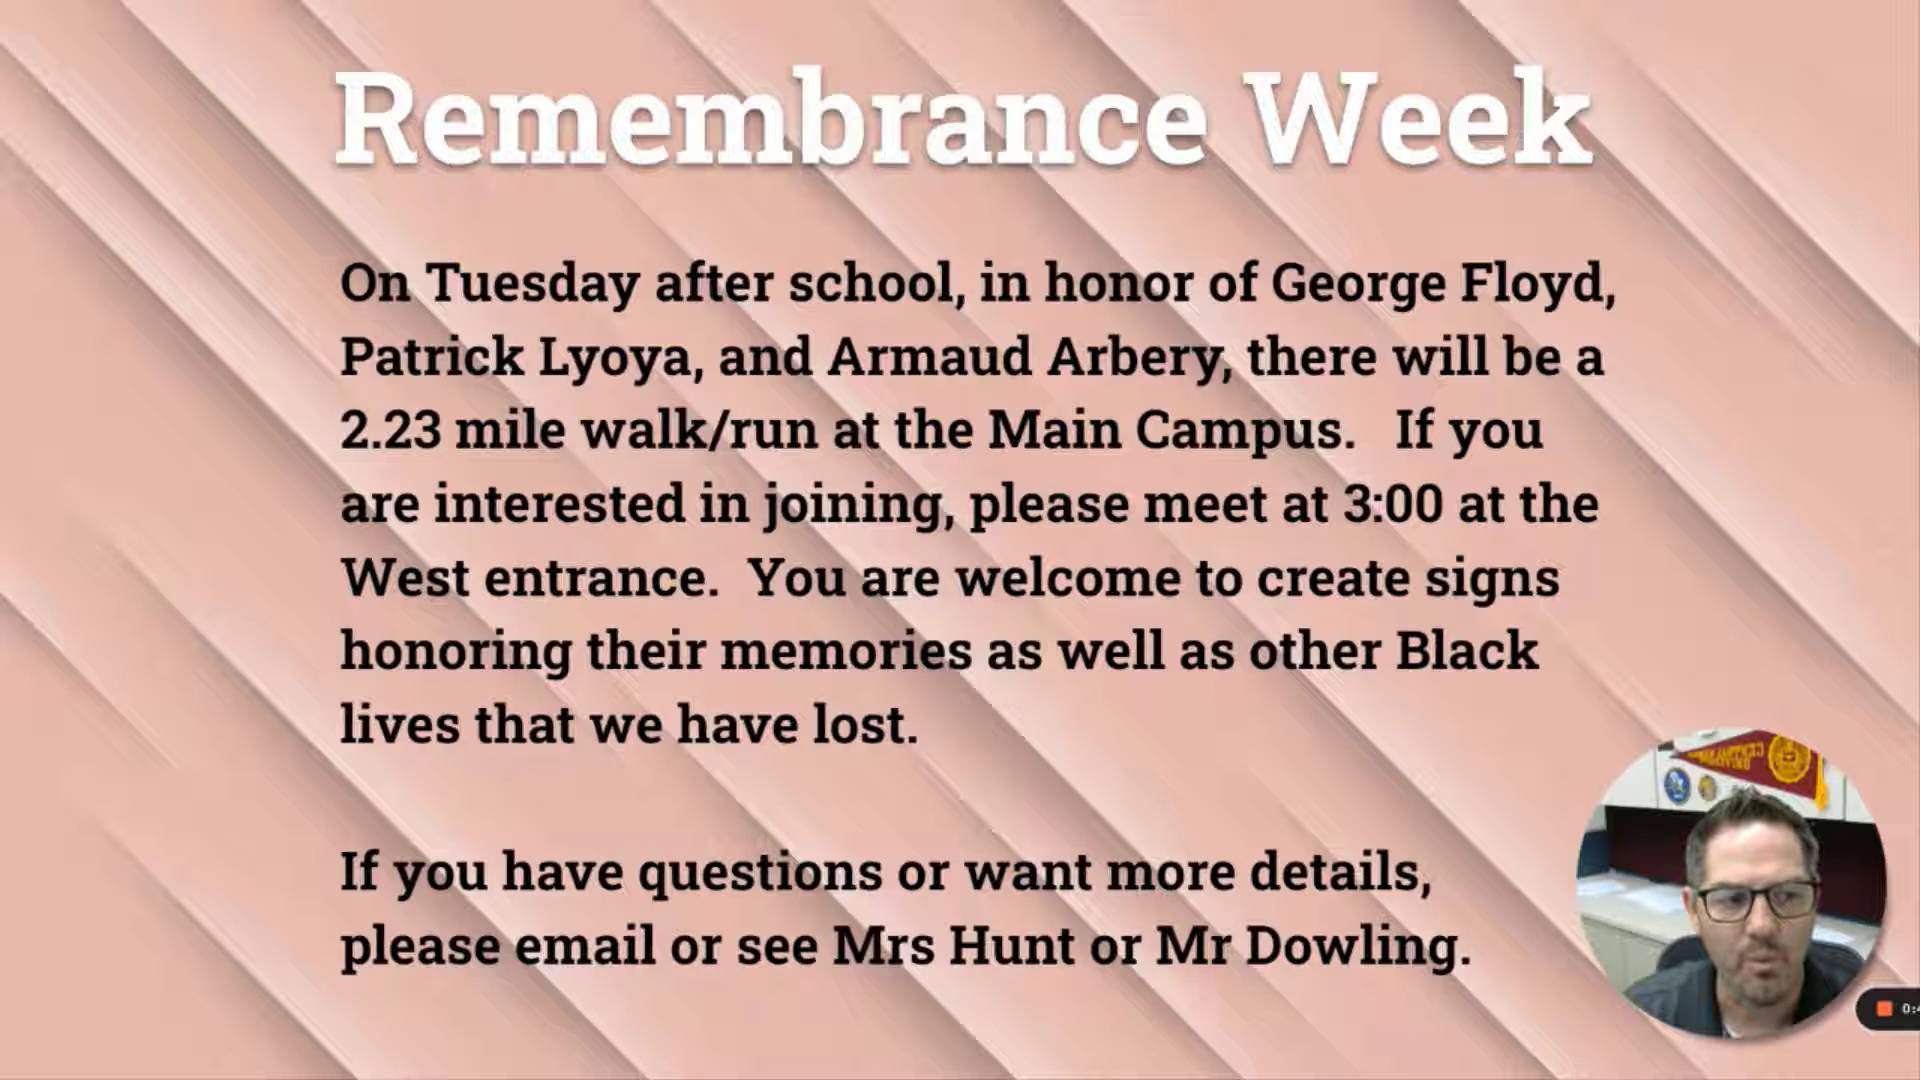 Remembrance Week
On Tuesday after school, in honor of George Floyd,
Patrick Lyoya, and Armaud Arbery, there will be a
2.23 mile walk/run at the Main Campus. If you
are interested in joining, please meet at 3:00 at the
West entrance. You are welcome to create signs
honoring their memories as well as other Black
lives that we have lost.
If you have questions or want more details,
please email or see Mrs Hunt or Mr Dowling.